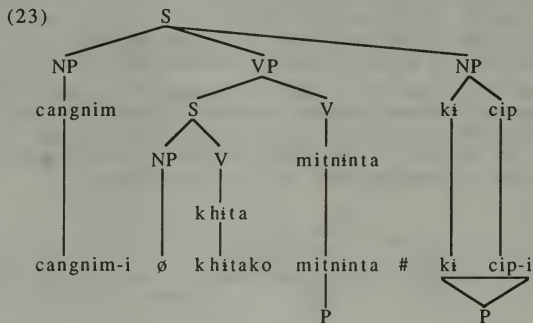 (23)
S
NP VP NP
cangnim S V kɨ cip
NP V mitnɨnta
khɨta
cangnim-i ø khɨtako mitnɨnta # kɨ cip-i
P P